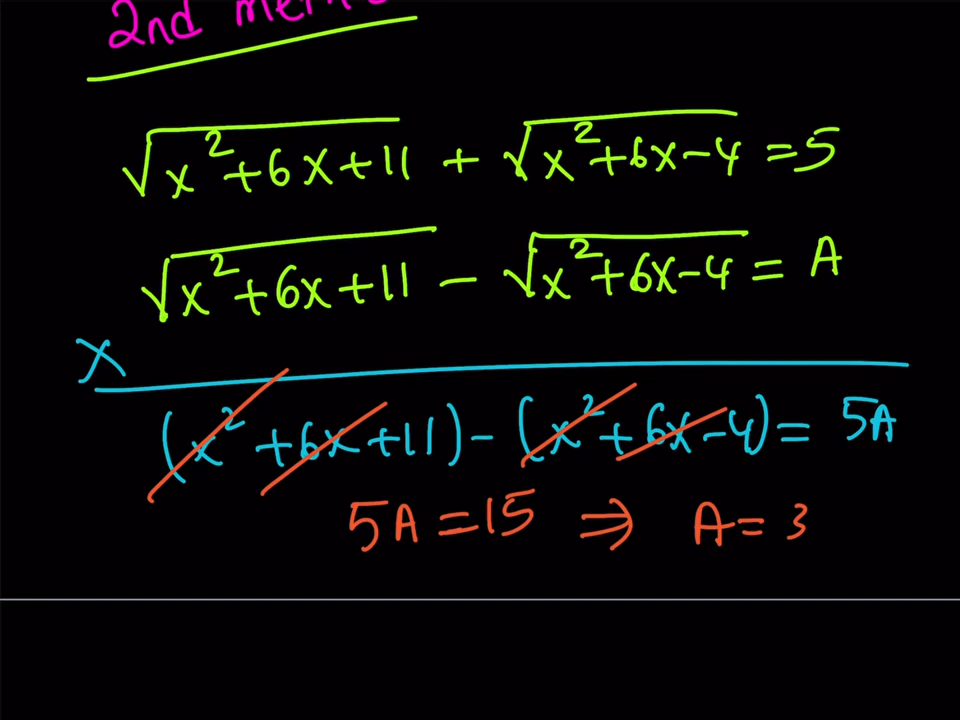 2nd
√(x²+6x+11) + √(x²+6x-4) = 5
√(x²+6x+11) - √(x²+6x-4) = A
X
(x²+6x+11) - (x²+6x-4) = 5A
5A = 15 ⇒ A = 3